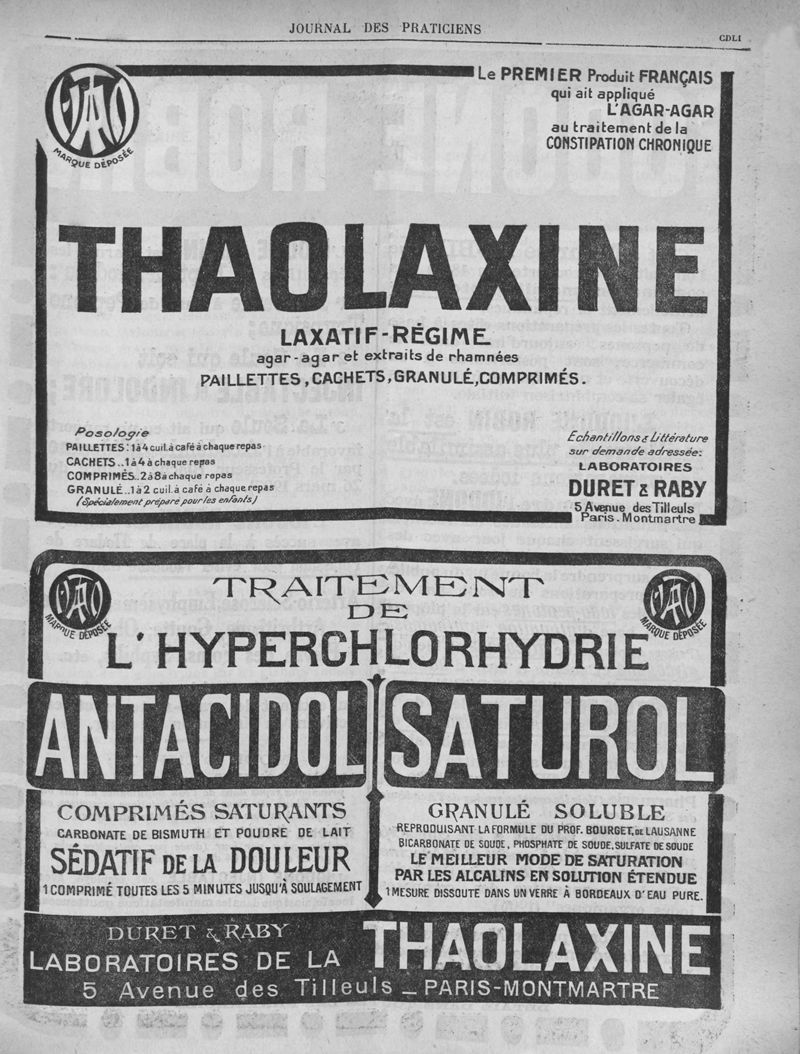 JOURNAL DES PRATICIENS
CDLI
THAO
MARQUE DÉPOSÉE
Le PREMIER Produit FRANÇAIS
qui ait appliqué
L'AGAR-AGAR
au traitement de la
CONSTIPATION CHRONIQUE
THAOLAXINE
LAXATIF-RÉGIME
agar-agar et extraits de rhamnées
PAILLETTES, CACHETS, GRANULÉ, COMPRIMÉS.
Posologie
PAILLETTES: 1 à 4 cuil. à café à chaque repas
CACHETS.. 1 à 4 à chaque repas
COMPRIMÉS.. 2 à 8 à chaque repas
GRANULÉ.. 1 à 2 cuil. à café à chaque repas
(Spécialement préparé pour les enfants)
Échantillons & Littérature
sur demande adressée:
LABORATOIRES
DURET & RABY
5 Avenue des Tilleuls
Paris. Montmartre
THAO
MARQUE DÉPOSÉE
TRAITEMENT
DE
L'HYPERCHLORHYDRIE
THAO
MARQUE DÉPOSÉE
ANTACIDOL
COMPRIMÉS SATURANTS
CARBONATE DE BISMUTH ET POUDRE DE LAIT
SÉDATIF DE LA DOULEUR
1 COMPRIMÉ TOUTES LES 5 MINUTES JUSQU'À SOULAGEMENT
SATUROL
GRANULÉ SOLUBLE
REPRODUISANT LA FORMULE DU PROF. BOURGET, DE LAUSANNE
BICARBONATE DE SOUDE, PHOSPHATE DE SOUDE, SULFATE DE SOUDE
LE MEILLEUR MODE DE SATURATION
PAR LES ALCALINS EN SOLUTION ÉTENDUE
1 MESURE DISSOUTE DANS UN VERRE À BORDEAUX D'EAU PURE.
DURET & RABY
LABORATOIRES DE LA THAOLAXINE
5 Avenue des Tilleuls _ PARIS-MONTMARTRE